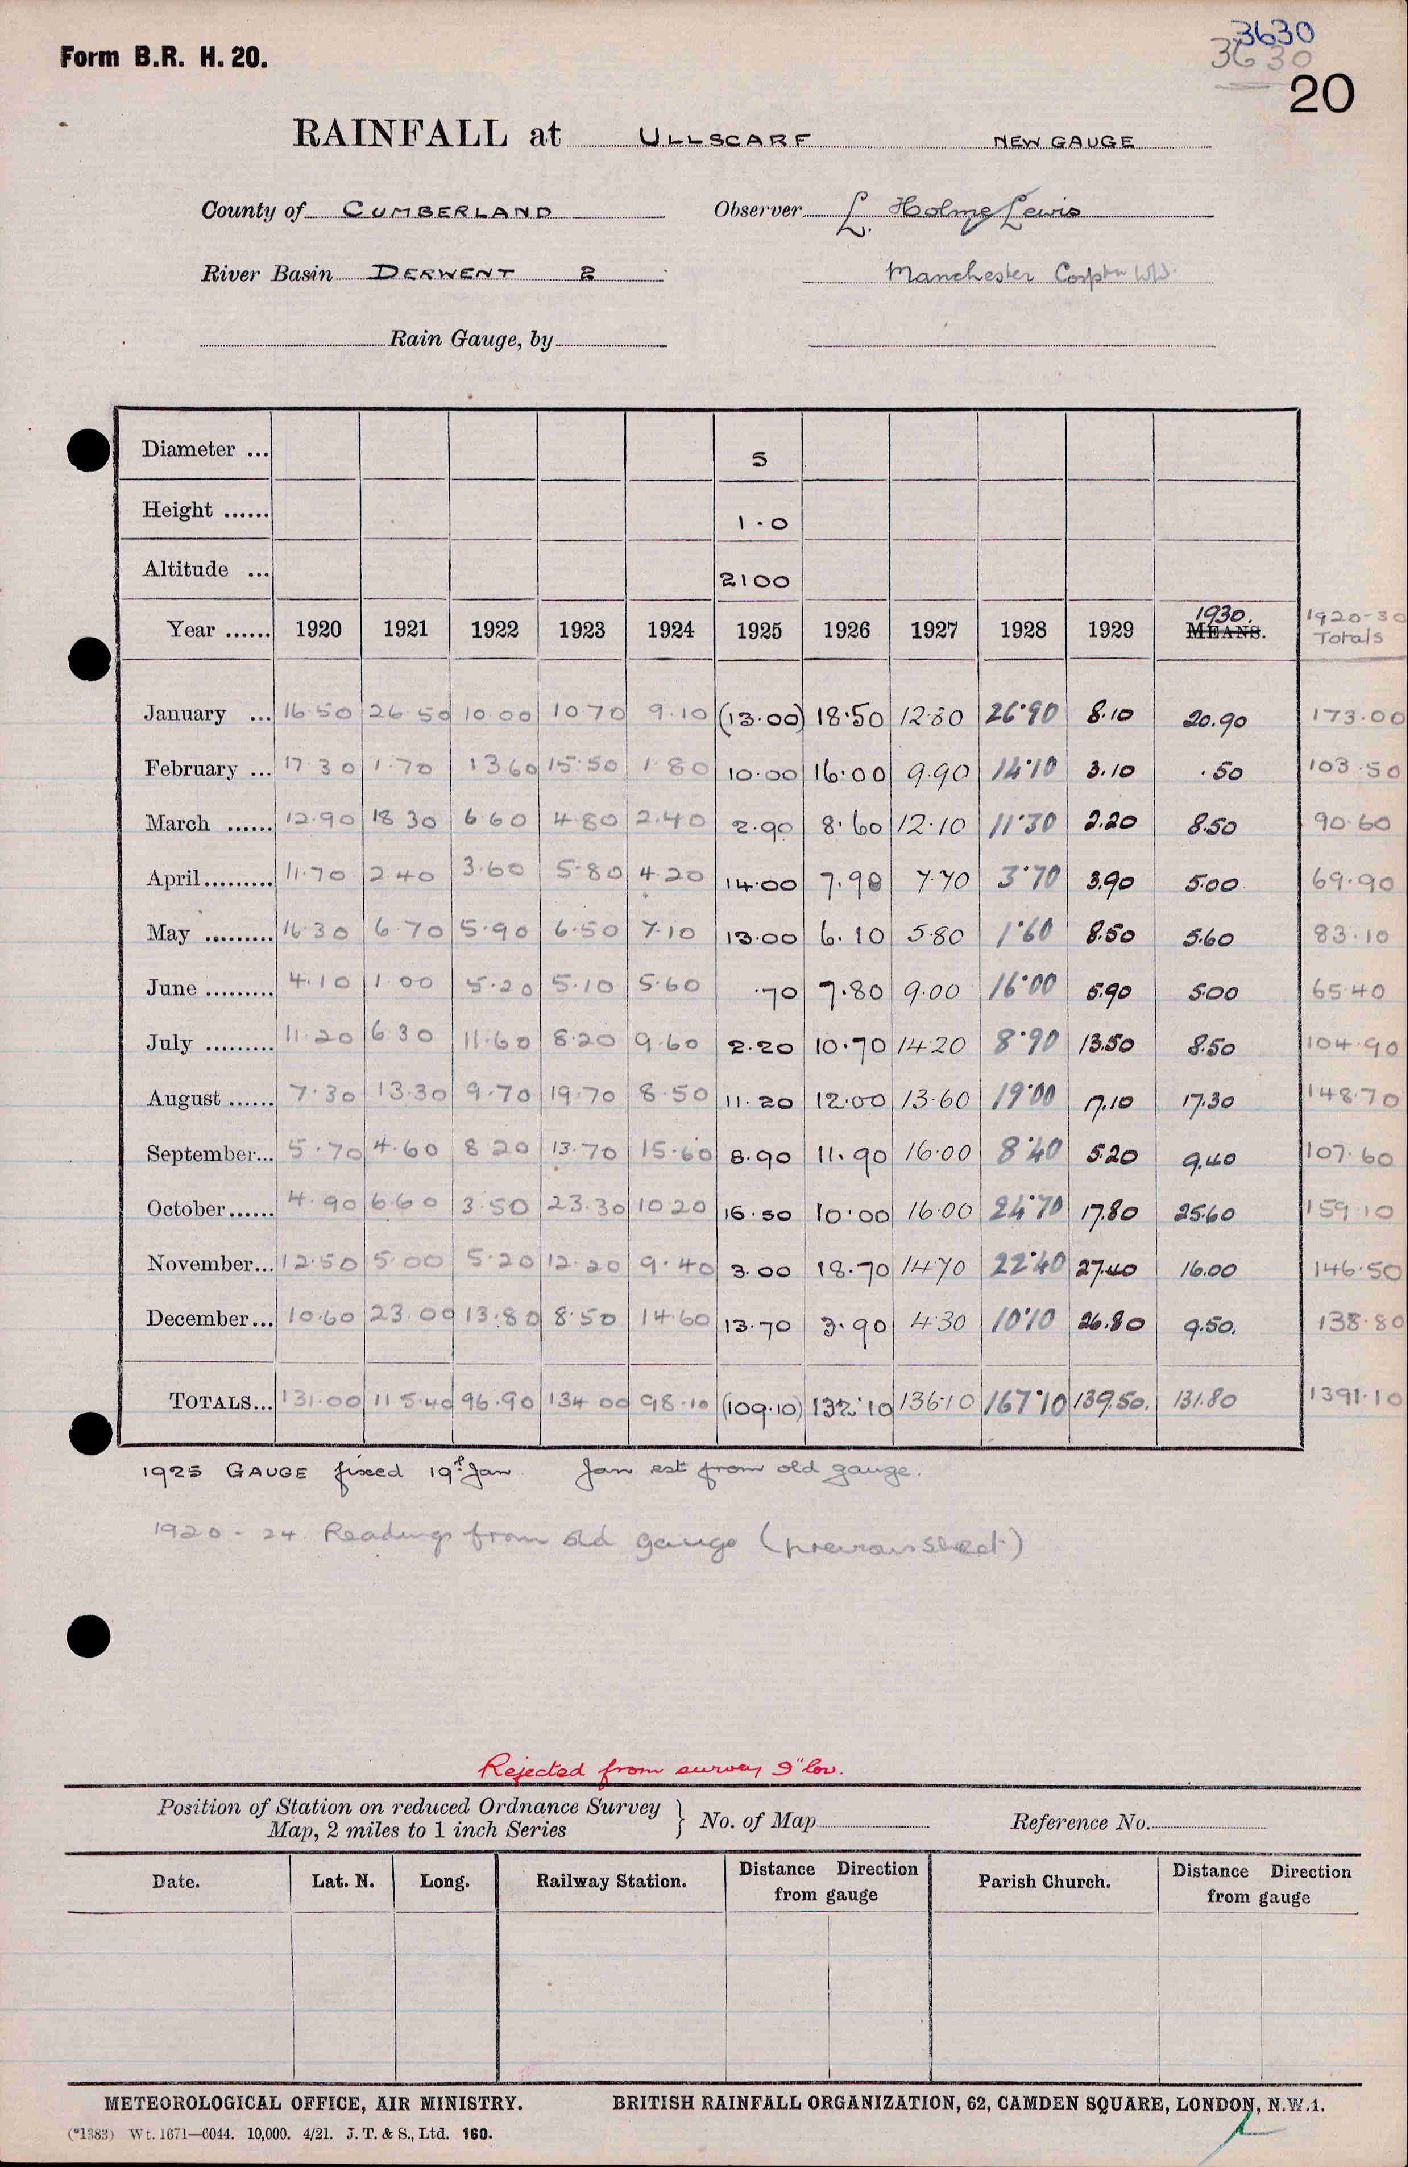 3630
3630
Form B.R. H. 20.
20
RAINFALL at ULLSCARF NEW GAUGE
County of CUMBERLAND Observer L. Holme Lewis
River Basin DERWENT 2 Manchester Corptn WW.
Rain Gauge, by
Diameter ... 5
Height ...... 1.0
Altitude ... 2100
Year ...... 1920 1921 1922 1923 1924 1925 1926 1927 1928 1929 1930. MEANS. 1920-30 Totals
January ... 16.50 26.50 10.00 10.70 9.10 (13.00) 18.50 12.80 26.90 8.10 20.90 173.00
February ... 17.30 1.70 13.60 15.50 1.80 10.00 16.00 9.90 14.10 3.10 .50 103.50
March ...... 12.90 18.30 6.60 4.80 2.40 2.90 8.60 12.10 11.30 2.20 8.50 90.60
April......... 11.70 2.40 3.60 5.80 4.20 14.00 7.90 7.70 3.70 3.90 5.00 69.90
May ......... 16.30 6.70 5.90 6.50 7.10 13.00 6.10 5.80 1.60 8.50 5.60 83.10
June ......... 4.10 1.00 5.20 5.10 5.60 .70 7.80 9.00 16.00 5.90 5.00 65.40
July ......... 11.20 6.30 11.60 8.20 9.60 2.20 10.70 14.20 8.90 13.50 8.50 104.90
August ...... 7.30 13.30 9.70 19.70 8.50 11.20 12.00 13.60 19.00 17.10 17.30 148.70
September... 5.70 4.60 8.20 13.70 15.60 8.90 11.90 16.00 8.40 5.20 9.40 107.60
October...... 4.90 6.60 3.50 23.30 10.20 16.50 10.00 16.00 24.70 17.80 25.60 159.10
November... 12.50 5.00 5.20 12.20 9.40 3.00 18.70 14.70 22.40 27.40 16.00 146.50
December... 10.60 23.00 13.80 8.50 14.60 13.70 3.90 4.30 10.10 26.80 9.50. 138.80
TOTALS... 131.00 115.40 96.90 134.00 98.10 (109.10) 132.10 136.10 167.10 139.50. 131.80 1391.10
1925 GAUGE fixed 19th Jan. Jan est from old gauge.
1920 - 24 Readings from old gauge (previous sheet)
Rejected from survey 9" low.
Position of Station on reduced Ordnance Survey Map, 2 miles to 1 inch Series } No. of Map Reference No.
Date. Lat. N. Long. Railway Station. Distance Direction from gauge Parish Church. Distance Direction from gauge
METEOROLOGICAL OFFICE, AIR MINISTRY. BRITISH RAINFALL ORGANIZATION, 62, CAMDEN SQUARE, LONDON, N.W.1.
(*1383) Wt. 1671—6044. 10,000. 4/21. J. T. & S., Ltd. 160.